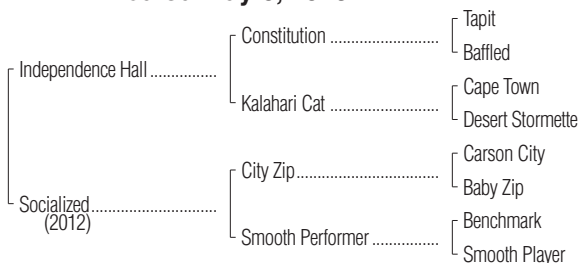 Tapit
Constitution
Baffled
Independence Hall
Cape Town
Kalahari Cat
Desert Stormette
Carson City
City Zip
Baby Zip
Socialized
(2012)
Benchmark
Smooth Performer
Smooth Player